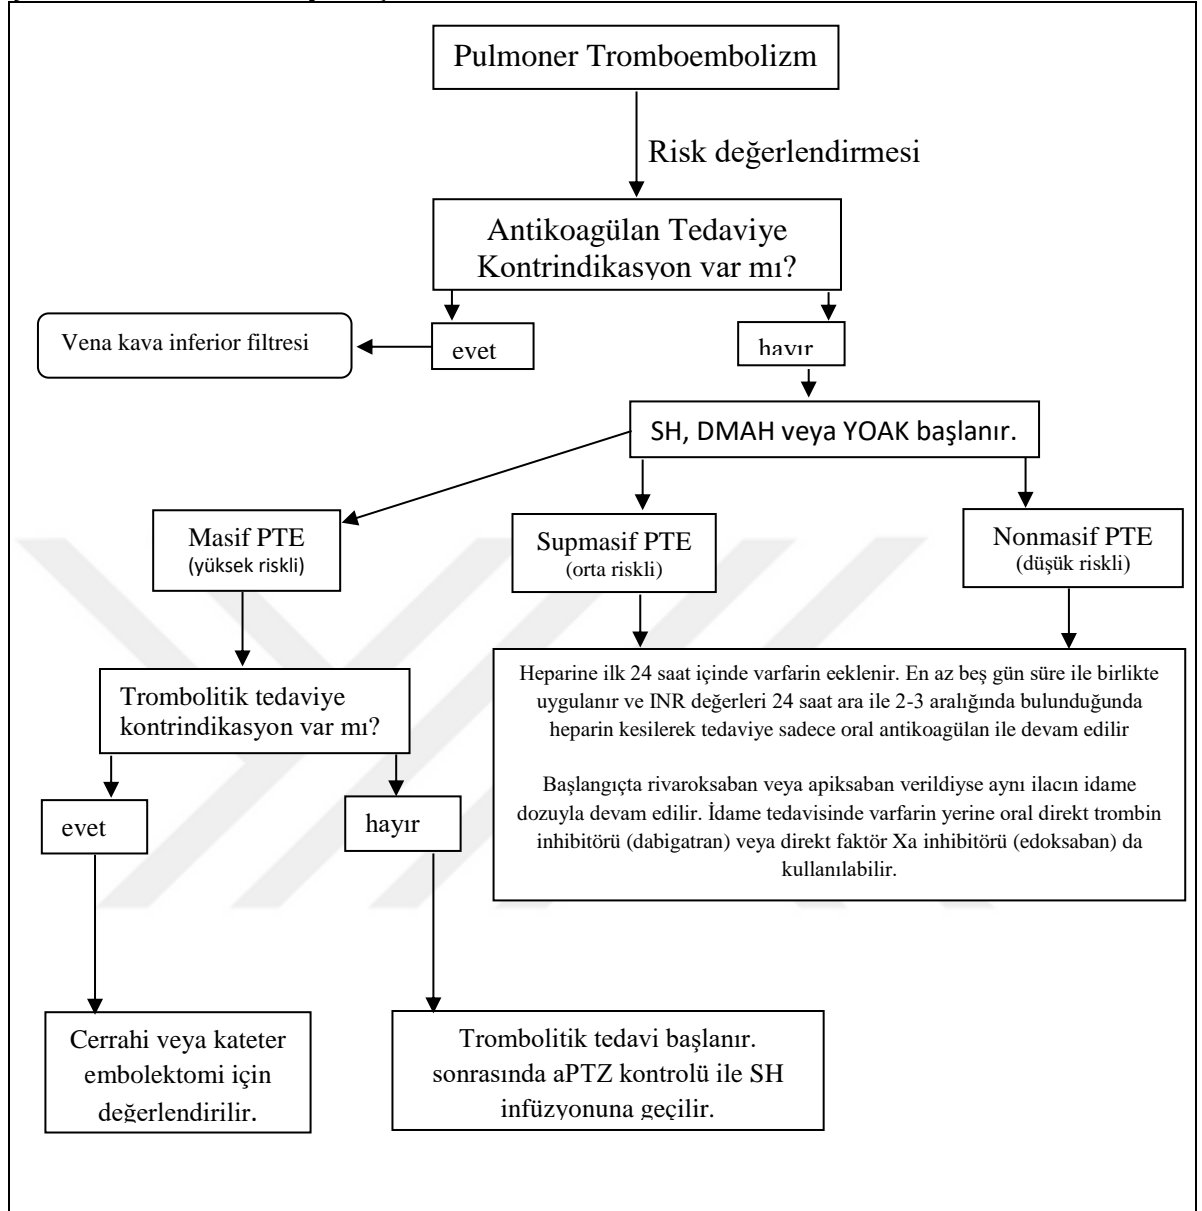 Pulmoner Tromboembolizm
Risk değerlendirmesi
Antikoagülan Tedaviye
Kontrindikasyon var mı?
Vena kava inferior filtresi
evet
hayır
SH, DMAH veya YOAK başlanır.
Masif PTE
(yüksek riskli)
Supmasif PTE
(orta riskli)
Nonmasif PTE
(düşük riskli)
Trombolitik tedaviye
kontrindikasyon var mı?
Heparine ilk 24 saat içinde varfarin eeklenir. En az beş gün süre ile birlikte
uygulanır ve INR değerleri 24 saat ara ile 2-3 aralığında bulunduğunda
heparin kesilerek tedaviye sadece oral antikoagülan ile devam edilir
Başlangıçta rivaroksaban veya apiksaban verildiyse aynı ilacın idame
dozuyla devam edilir. İdame tedavisinde varfarin yerine oral direkt trombin
inhibitörü (dabigatran) veya direkt faktör Xa inhibitörü (edoksaban) da
kullanılabilir.
evet
hayır
Cerrahi veya kateter
embolektomi için
değerlendirilir.
Trombolitik tedavi başlanır.
sonrasında aPTZ kontrolü ile SH
infüzyonuna geçilir.